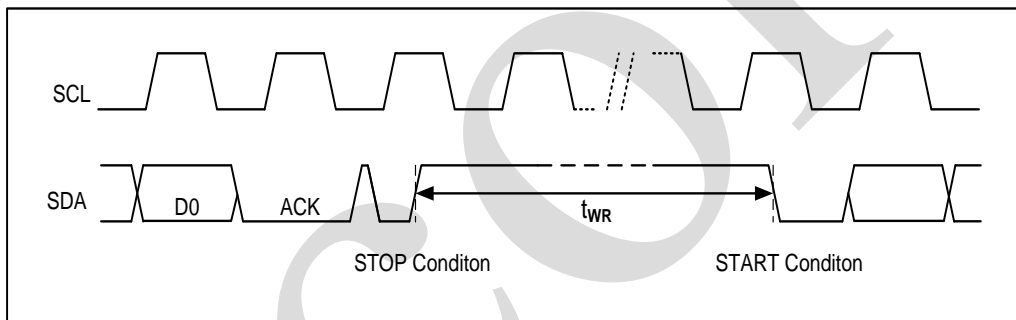 SCL
SDA
D0
ACK
tWR
STOP Conditon
START Conditon